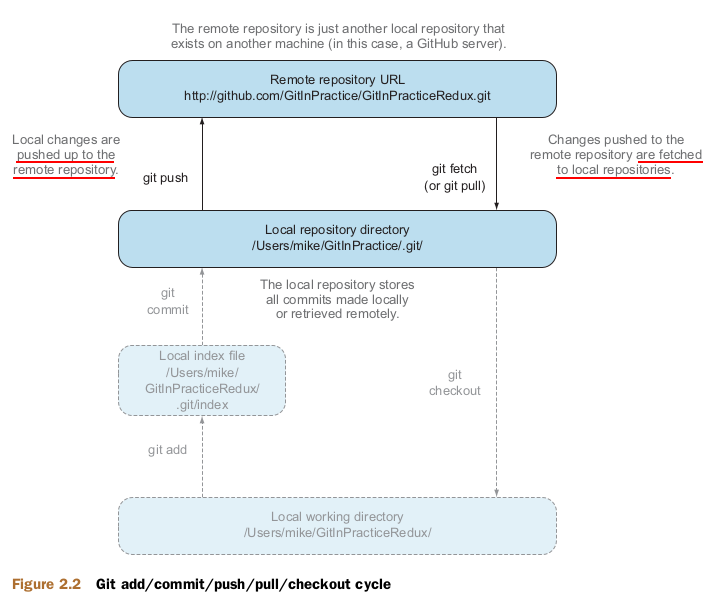 The remote repository is just another local repository that
exists on another machine (in this case, a GitHub server).
Remote repository URL
http://github.com/GitInPractice/GitInPracticeRedux.git
Local changes are
pushed up to the
remote repository.
git push
git fetch
(or git pull)
Changes pushed to the
remote repository are fetched
to local repositories.
Local repository directory
/Users/mike/GitInPractice/.git/
git
commit
The local repository stores
all commits made locally
or retrieved remotely.
Local index file
/Users/mike/
GitInPracticeRedux/
.git/index
git
checkout
git add
Local working directory
/Users/mike/GitInPracticeRedux/
Figure 2.2 Git add/commit/push/pull/checkout cycle